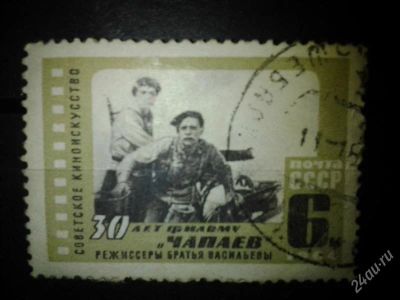 СОВЕТСКОЕ КИНОИСКУССТВО
ПОЧТА
СССР
6к
30 ЛЕТ ФИЛЬМУ
"ЧАПАЕВ
РЕЖИССЕРЫ БРАТЬЯ ВАСИЛЬЕВЫ
24au.ru